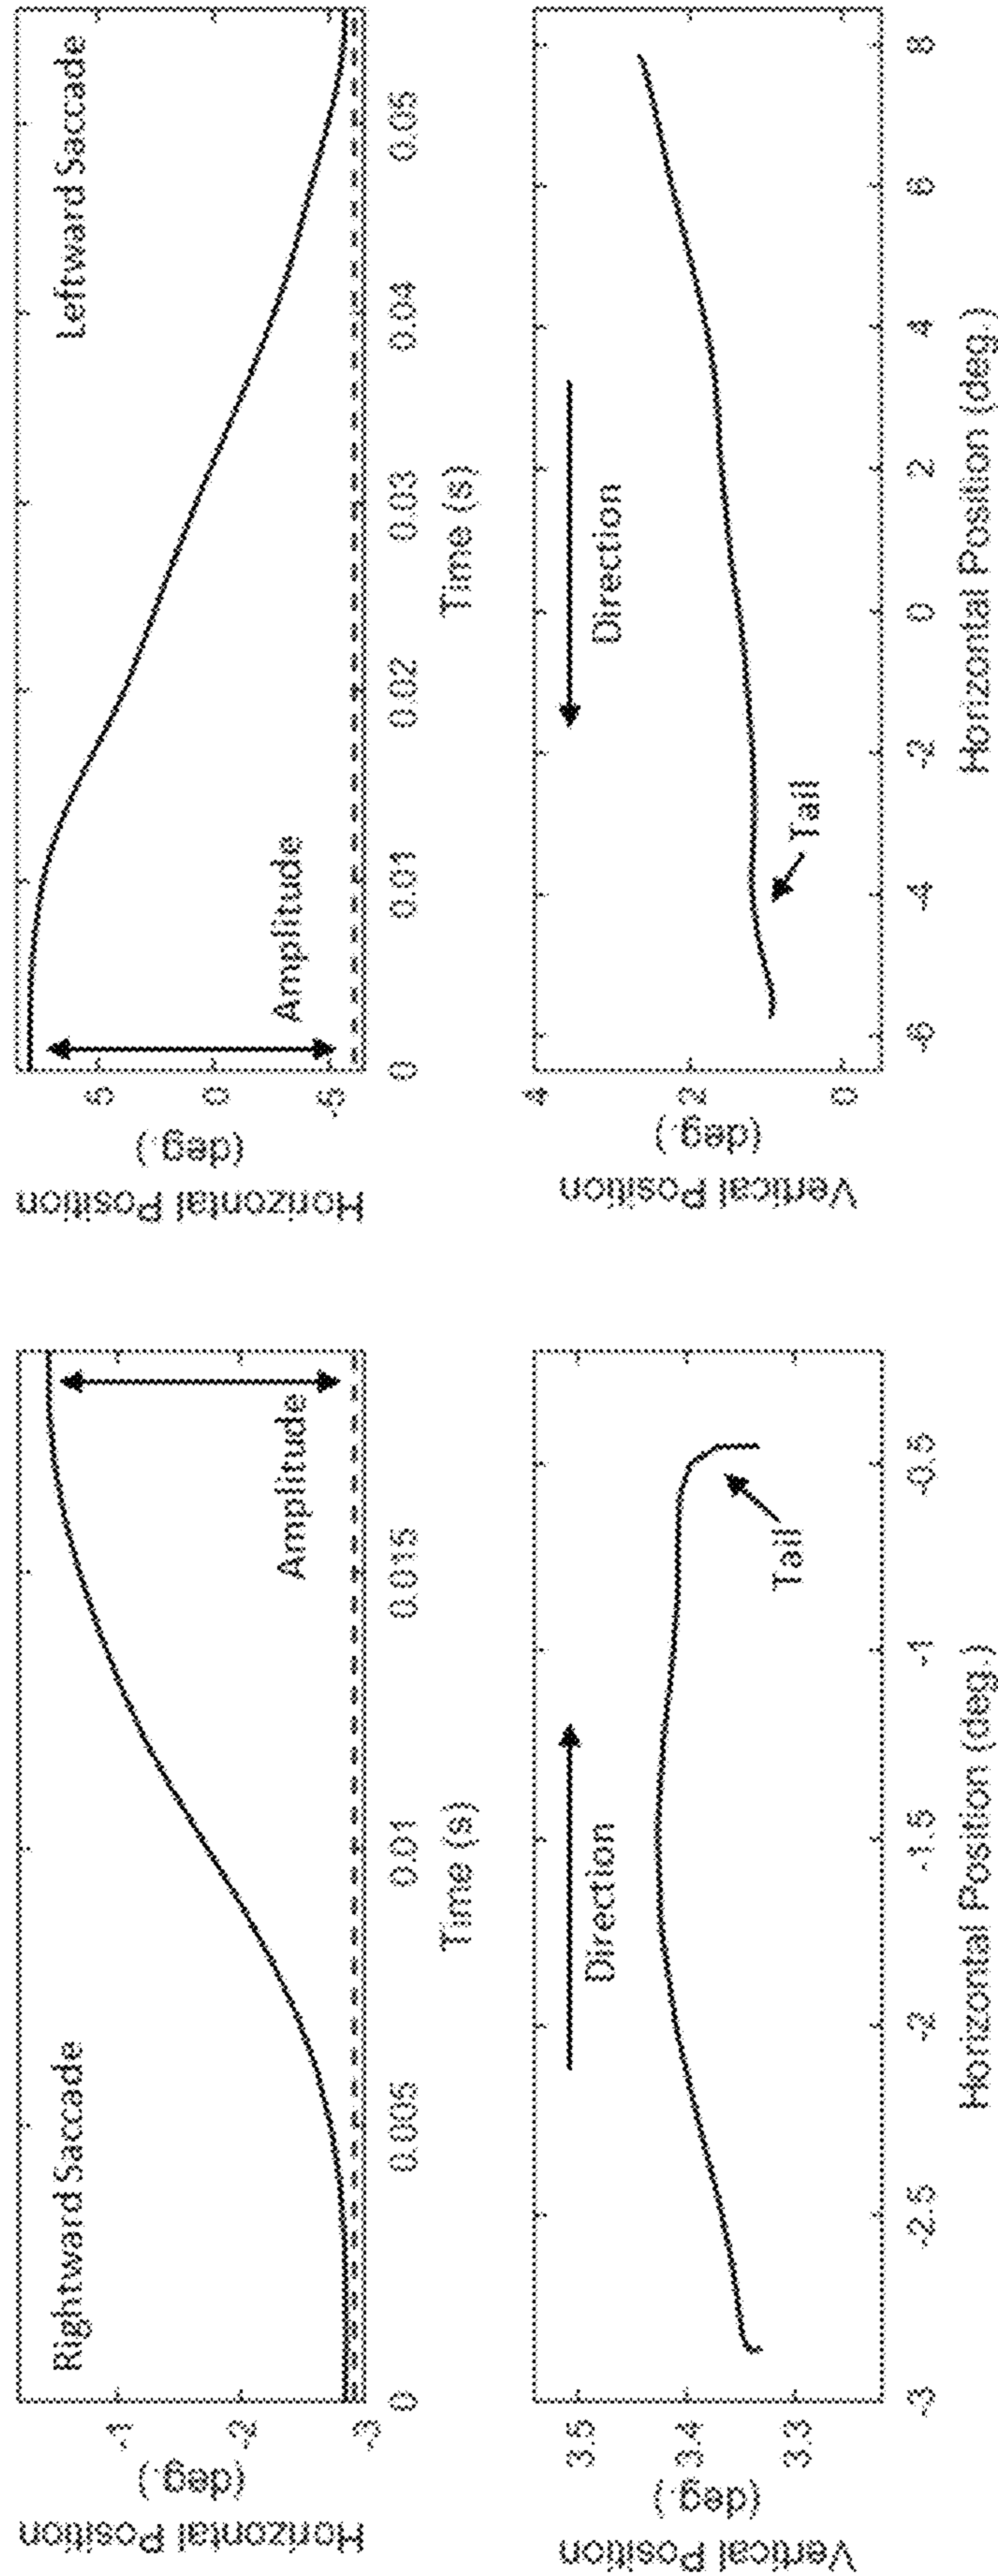 Rightward Saccade
Horizontal Position
(deg.)
-1
-2
-3
Amplitude
0
0.005
0.01
0.015
Time (s)
Leftward Saccade
Horizontal Position
(deg.)
5
0
-5
Amplitude
0
0.01
0.02
0.03
0.04
0.05
Time (s)
Vertical Position
(deg.)
3.5
3.4
3.3
Direction
Tail
-3
-2.5
-2
-1.5
-1
-0.5
Horizontal Position (deg.)
Vertical Position
(deg.)
4
2
0
Direction
Tail
-6
-4
-2
0
2
4
6
8
Horizontal Position (deg.)